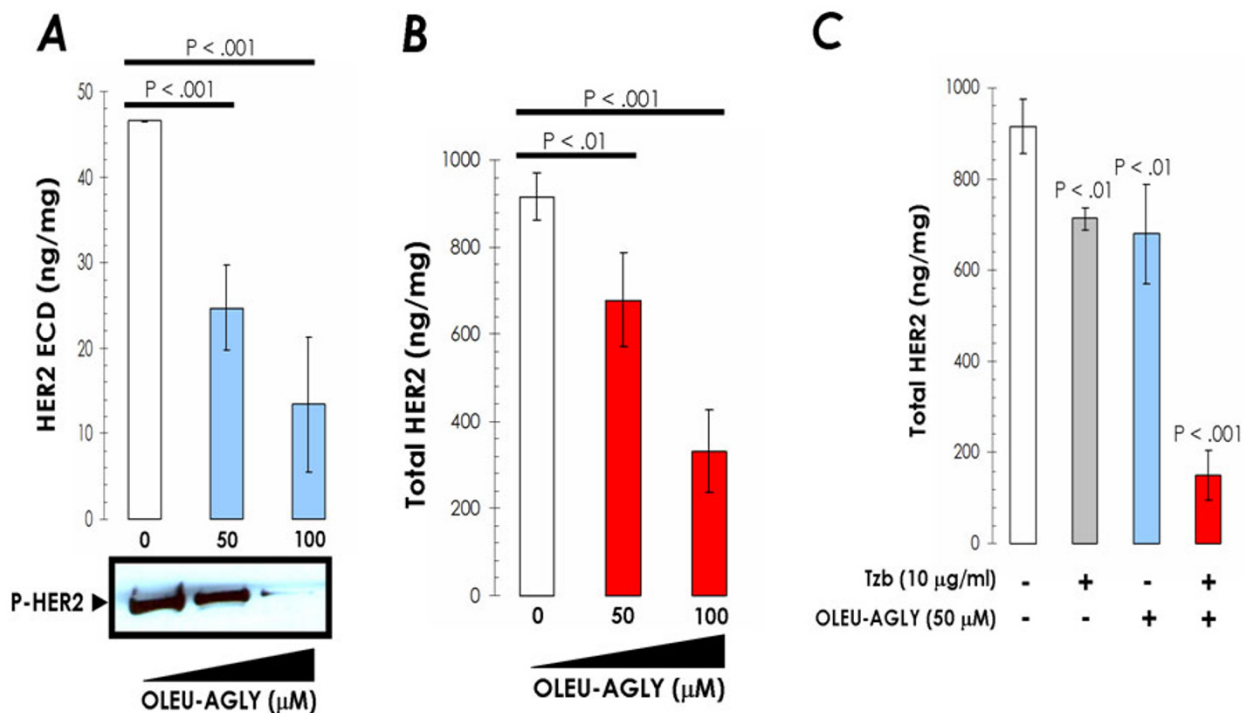 A
P < .001
P < .001
HER2 ECD (ng/mg)
50
40
30
20
10
0
0 50 100
P-HER2
OLEU-AGLY (μM)
B
P < .001
P < .01
Total HER2 (ng/mg)
1000
800
600
400
200
0
0 50 100
OLEU-AGLY (μM)
C
Total HER2 (ng/mg)
1000
800
600
400
200
0
P < .01
P < .01
P < .001
Tzb (10 μg/ml) - + - +
OLEU-AGLY (50 μM) - - + +